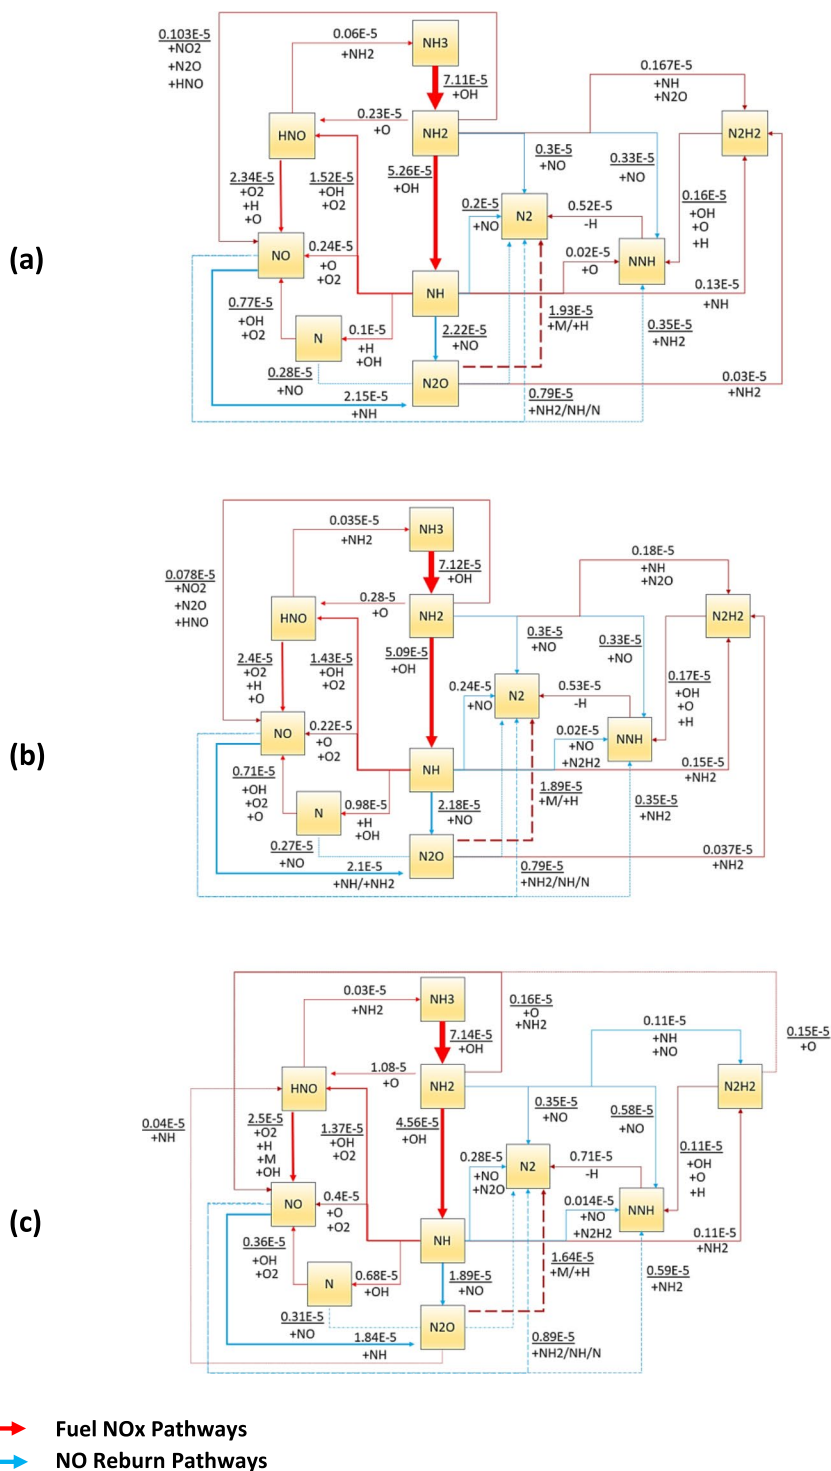 0.103E-5
+NO2
+N2O
+HNO
0.06E-5
+NH2
NH3
7.11E-5
+OH
0.167E-5
+NH
+N2O
0.23E-5
+O
HNO
NH2
N2H2
2.34E-5
+O2
+H
+O
1.52E-5
+OH
+O2
5.26E-5
+OH
0.3E-5
+NO
0.33E-5
+NO
0.2E-5
+NO
N2
0.52E-5
-H
0.16E-5
+OH
+O
+H
(a)
NO
0.24E-5
+O
+O2
0.02E-5
+O
NNH
0.77E-5
+OH
+O2
NH
0.13E-5
+NH
N
0.1E-5
+H
+OH
2.22E-5
+NO
1.93E-5
+M/+H
0.35E-5
+NH2
0.28E-5
+NO
N2O
0.03E-5
+NH2
2.15E-5
+NH
0.79E-5
+NH2/NH/N
0.078E-5
+NO2
+N2O
+HNO
0.035E-5
+NH2
NH3
7.12E-5
+OH
0.18E-5
+NH
+N2O
0.28-5
+O
HNO
NH2
N2H2
2.4E-5
+O2
+H
+O
1.43E-5
+OH
+O2
5.09E-5
+OH
0.3E-5
+NO
0.33E-5
+NO
0.24E-5
+NO
N2
0.53E-5
-H
0.17E-5
+OH
+O
+H
(b)
NO
0.22E-5
+O
+O2
0.02E-5
+NO
+N2H2
NNH
0.71E-5
+OH
+O2
+O
NH
0.15E-5
+NH2
N
0.98E-5
+H
+OH
2.18E-5
+NO
1.89E-5
+M/+H
0.35E-5
+NH2
0.27E-5
+NO
N2O
0.037E-5
+NH2
2.1E-5
+NH/+NH2
0.79E-5
+NH2/NH/N
0.03E-5
+NH2
NH3
7.14E-5
+OH
0.16E-5
+O
+NH2
0.11E-5
+NH
+NO
0.15E-5
+O
1.08-5
+O
HNO
NH2
N2H2
0.04E-5
+NH
2.5E-5
+O2
+H
+M
+OH
1.37E-5
+OH
+O2
4.56E-5
+OH
0.35E-5
+NO
0.58E-5
+NO
0.28E-5
+NO
+N2O
N2
0.71E-5
-H
0.11E-5
+OH
+O
+H
(c)
NO
0.4E-5
+O
+O2
0.014E-5
+NO
+N2H2
NNH
0.36E-5
+OH
+O2
NH
0.11E-5
+NH2
N
0.68E-5
+OH
1.89E-5
+NO
1.64E-5
+M/+H
0.59E-5
+NH2
0.31E-5
+NO
N2O
1.84E-5
+NH
0.89E-5
+NH2/NH/N
Fuel NOx Pathways
NO Reburn Pathways